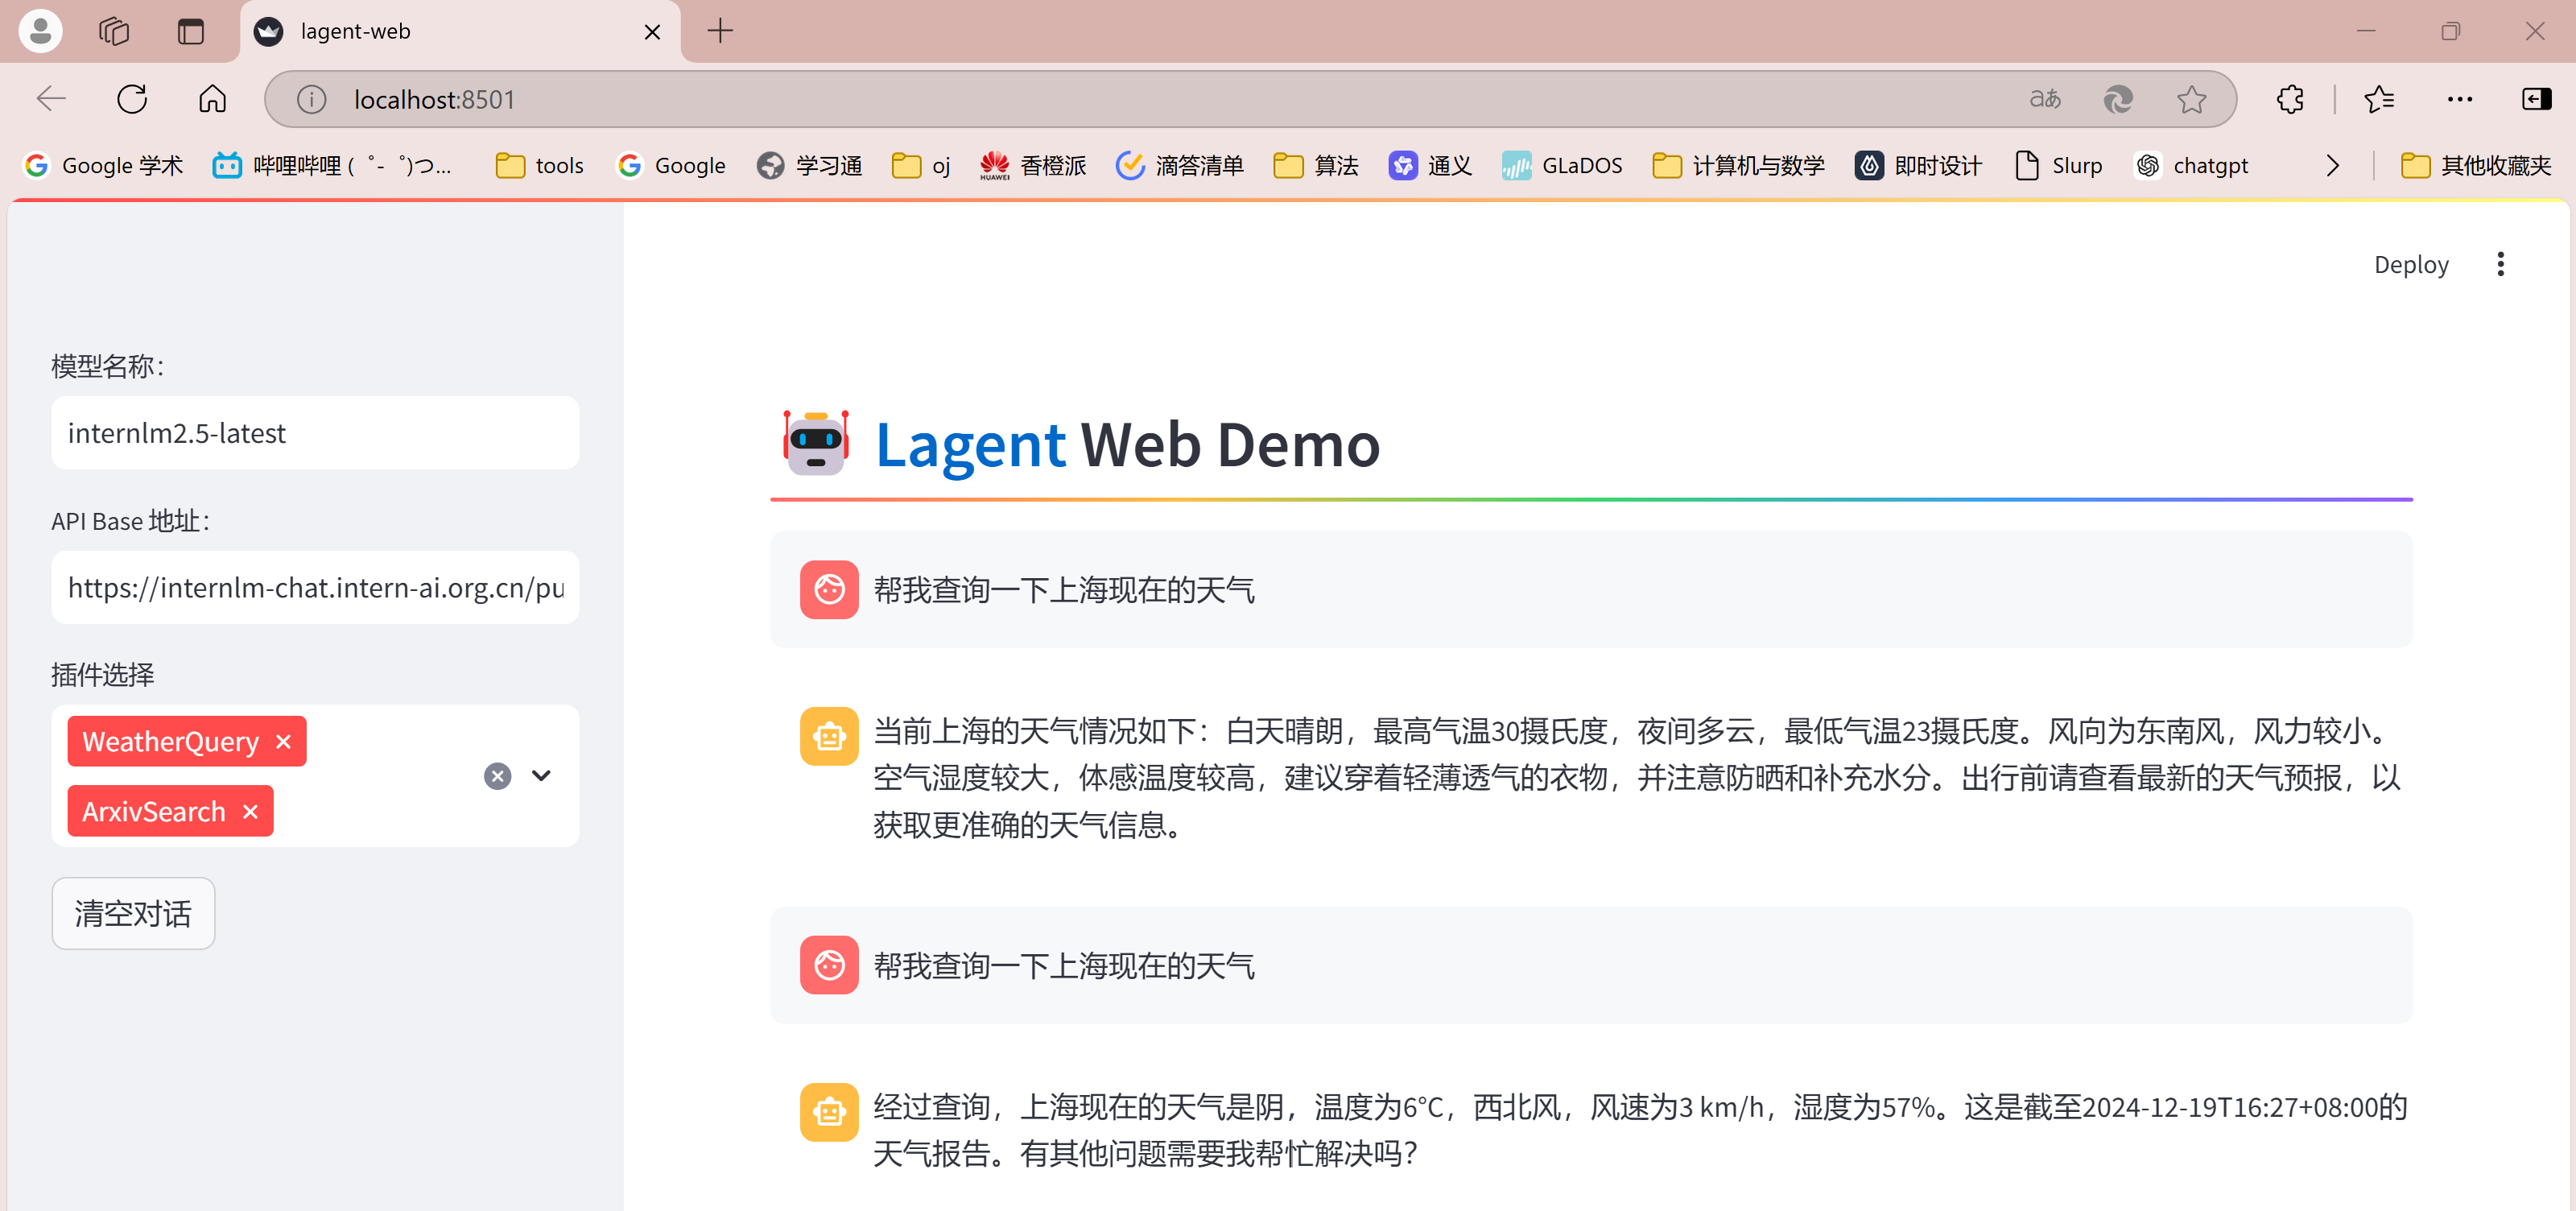 lagent-web
localhost:8501
Google 学术
哔哩哔哩 ( ゜- ゜)つ...
tools
Google
学习通
oj
香橙派
滴答清单
算法
通义
GLaDOS
计算机与数学
即时设计
Slurp
chatgpt
其他收藏夹
Deploy
模型名称：
internlm2.5-latest
API Base 地址：
https://internlm-chat.intern-ai.org.cn/pu
插件选择
WeatherQuery
ArxivSearch
清空对话
Lagent Web Demo
帮我查询一下上海现在的天气
当前上海的天气情况如下：白天晴朗，最高气温30摄氏度，夜间多云，最低气温23摄氏度。风向为东南风，风力较小。
空气湿度较大，体感温度较高，建议穿着轻薄透气的衣物，并注意防晒和补充水分。出行前请查看最新的天气预报，以
获取更准确的天气信息。
帮我查询一下上海现在的天气
经过查询，上海现在的天气是阴，温度为6°C，西北风，风速为3 km/h，湿度为57%。这是截至2024-12-19T16:27+08:00的
天气报告。有其他问题需要我帮忙解决吗？